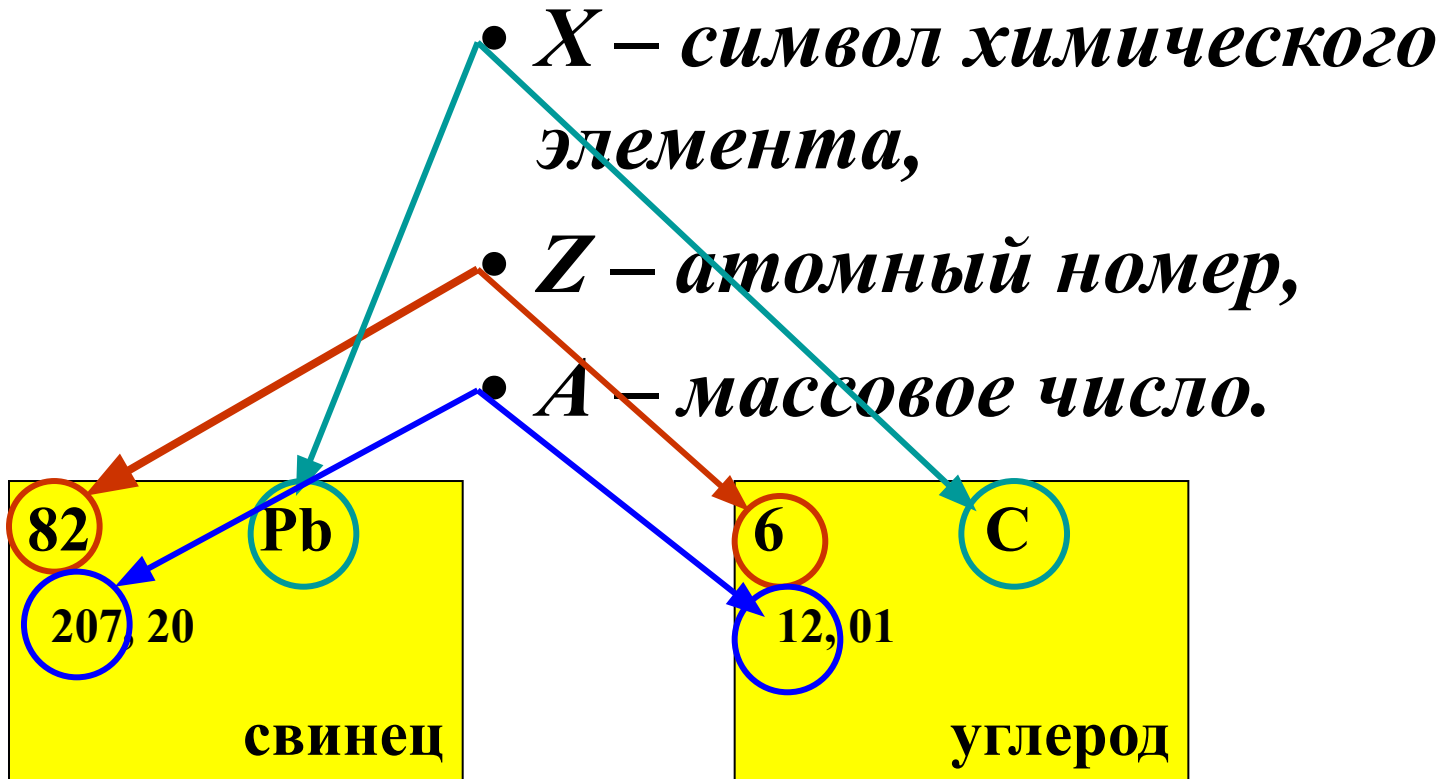 • X – символ химического
элемента,
• Z – атомный номер,
• A – массовое число.
82 Pb
207, 20
свинец
6 C
12, 01
углерод